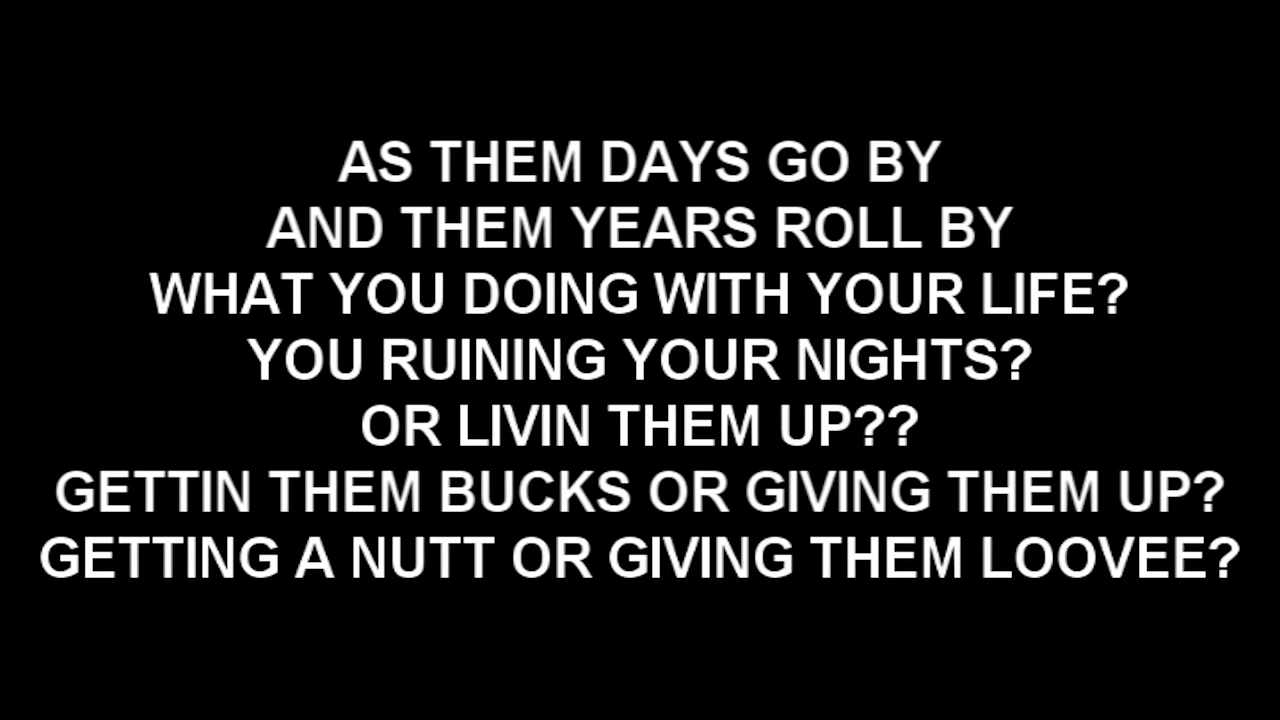 AS THEM DAYS GO BY
AND THEM YEARS ROLL BY
WHAT YOU DOING WITH YOUR LIFE?
YOU RUINING YOUR NIGHTS?
OR LIVIN THEM UP??
GETTIN THEM BUCKS OR GIVING THEM UP?
GETTING A NUTT OR GIVING THEM LOOVEE?